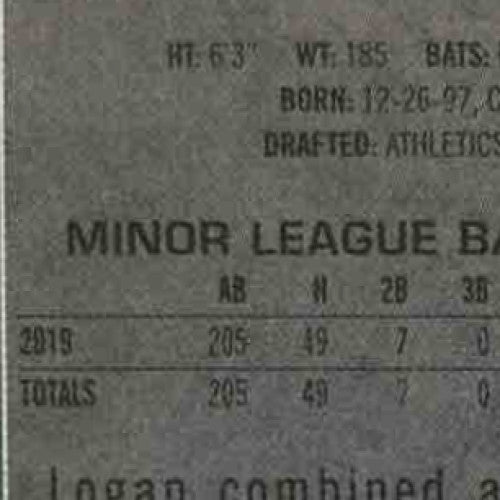 HT: 6'3" WT: 185 BATS:
BORN: 12-26-97, C
DRAFTED: ATHLETICS
MINOR LEAGUE BA
AB H 2B 3B
2019 205 49 7 0
TOTALS 205 49 7 0
Logan combined a